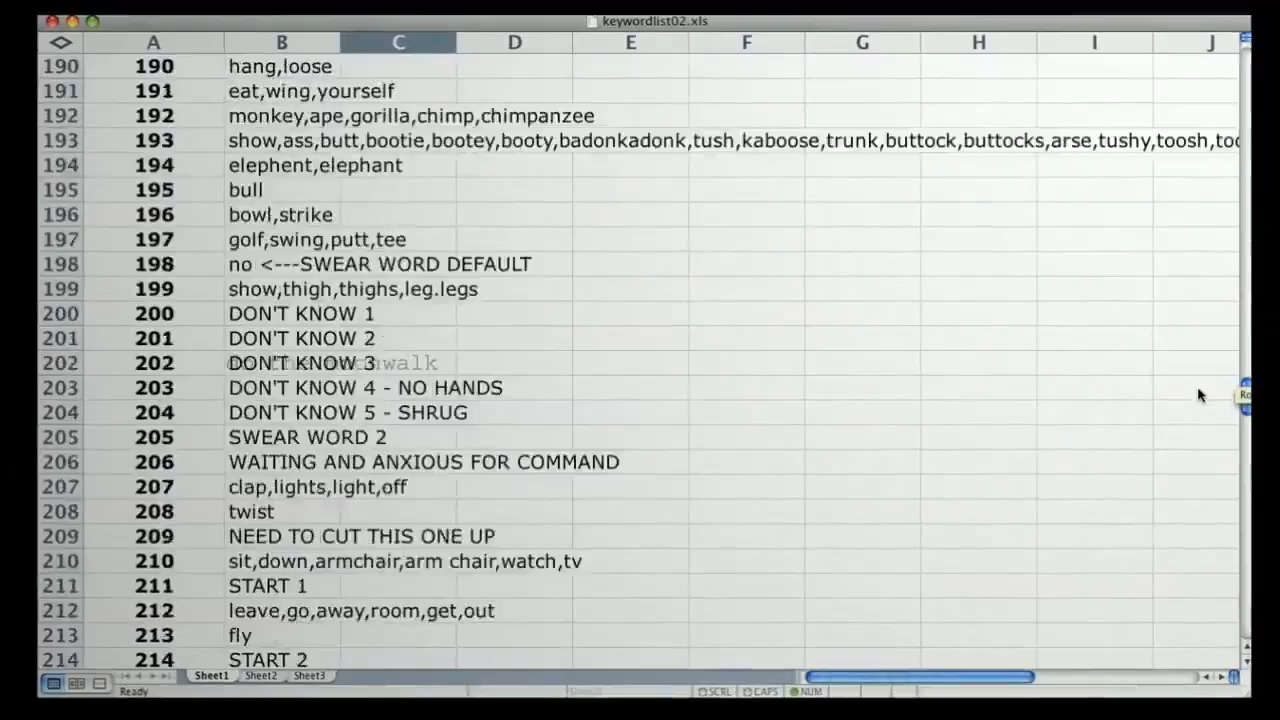 keywordlist02.xls
A B C D E F G H I J
190 190 hang,loose
191 191 eat,wing,yourself
192 192 monkey,ape,gorilla,chimp,chimpanzee
193 193 show,ass,butt,bootie,bootey,booty,badonkadonk,tush,kaboose,trunk,buttock,buttocks,arse,tushy,toosh,too
194 194 elephent,elephant
195 195 bull
196 196 bowl,strike
197 197 golf,swing,putt,tee
198 198 no <---SWEAR WORD DEFAULT
199 199 show,thigh,thighs,leg.legs
200 200 DON'T KNOW 1
201 201 DON'T KNOW 2
202 202 DON'T KNOW 3
203 203 DON'T KNOW 4 - NO HANDS
204 204 DON'T KNOW 5 - SHRUG
205 205 SWEAR WORD 2
206 206 WAITING AND ANXIOUS FOR COMMAND
207 207 clap,lights,light,off
208 208 twist
209 209 NEED TO CUT THIS ONE UP
210 210 sit,down,armchair,arm chair,watch,tv
211 211 START 1
212 212 leave,go,away,room,get,out
213 213 fly
214 214 START 2
Sheet1 Sheet2 Sheet3
Ready SCRL CAPS NUM